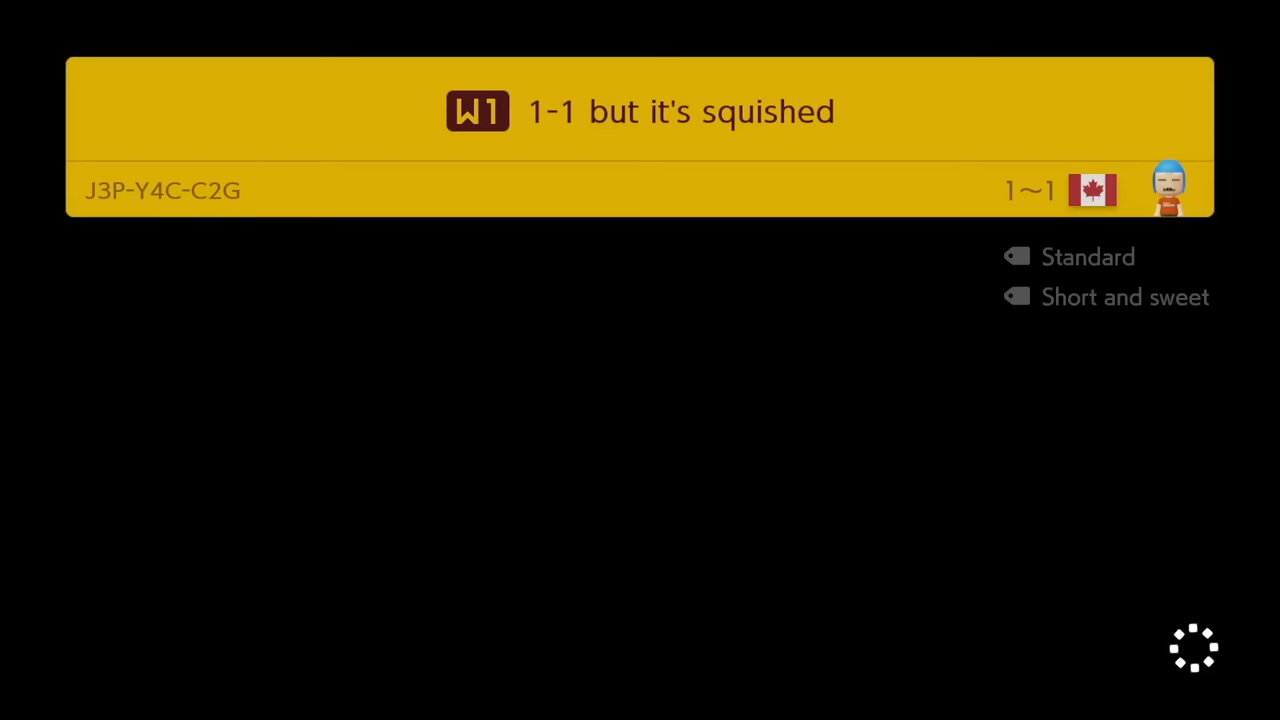 W1 1-1 but it's squished
J3P-Y4C-C2G
1～1
Standard
Short and sweet